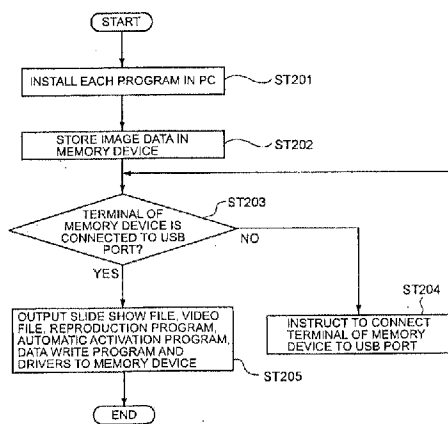 START
INSTALL EACH PROGRAM IN PC
ST201
STORE IMAGE DATA IN
MEMORY DEVICE
ST202
TERMINAL OF
MEMORY DEVICE IS
CONNECTED TO USB
PORT?
ST203
NO
YES
ST204
INSTRUCT TO CONNECT
TERMINAL OF MEMORY
DEVICE TO USB PORT
OUTPUT SLIDE SHOW FILE, VIDEO
FILE, REPRODUCTION PROGRAM,
AUTOMATIC ACTIVATION PROGRAM,
DATA WRITE PROGRAM AND
DRIVERS TO MEMORY DEVICE
ST205
END